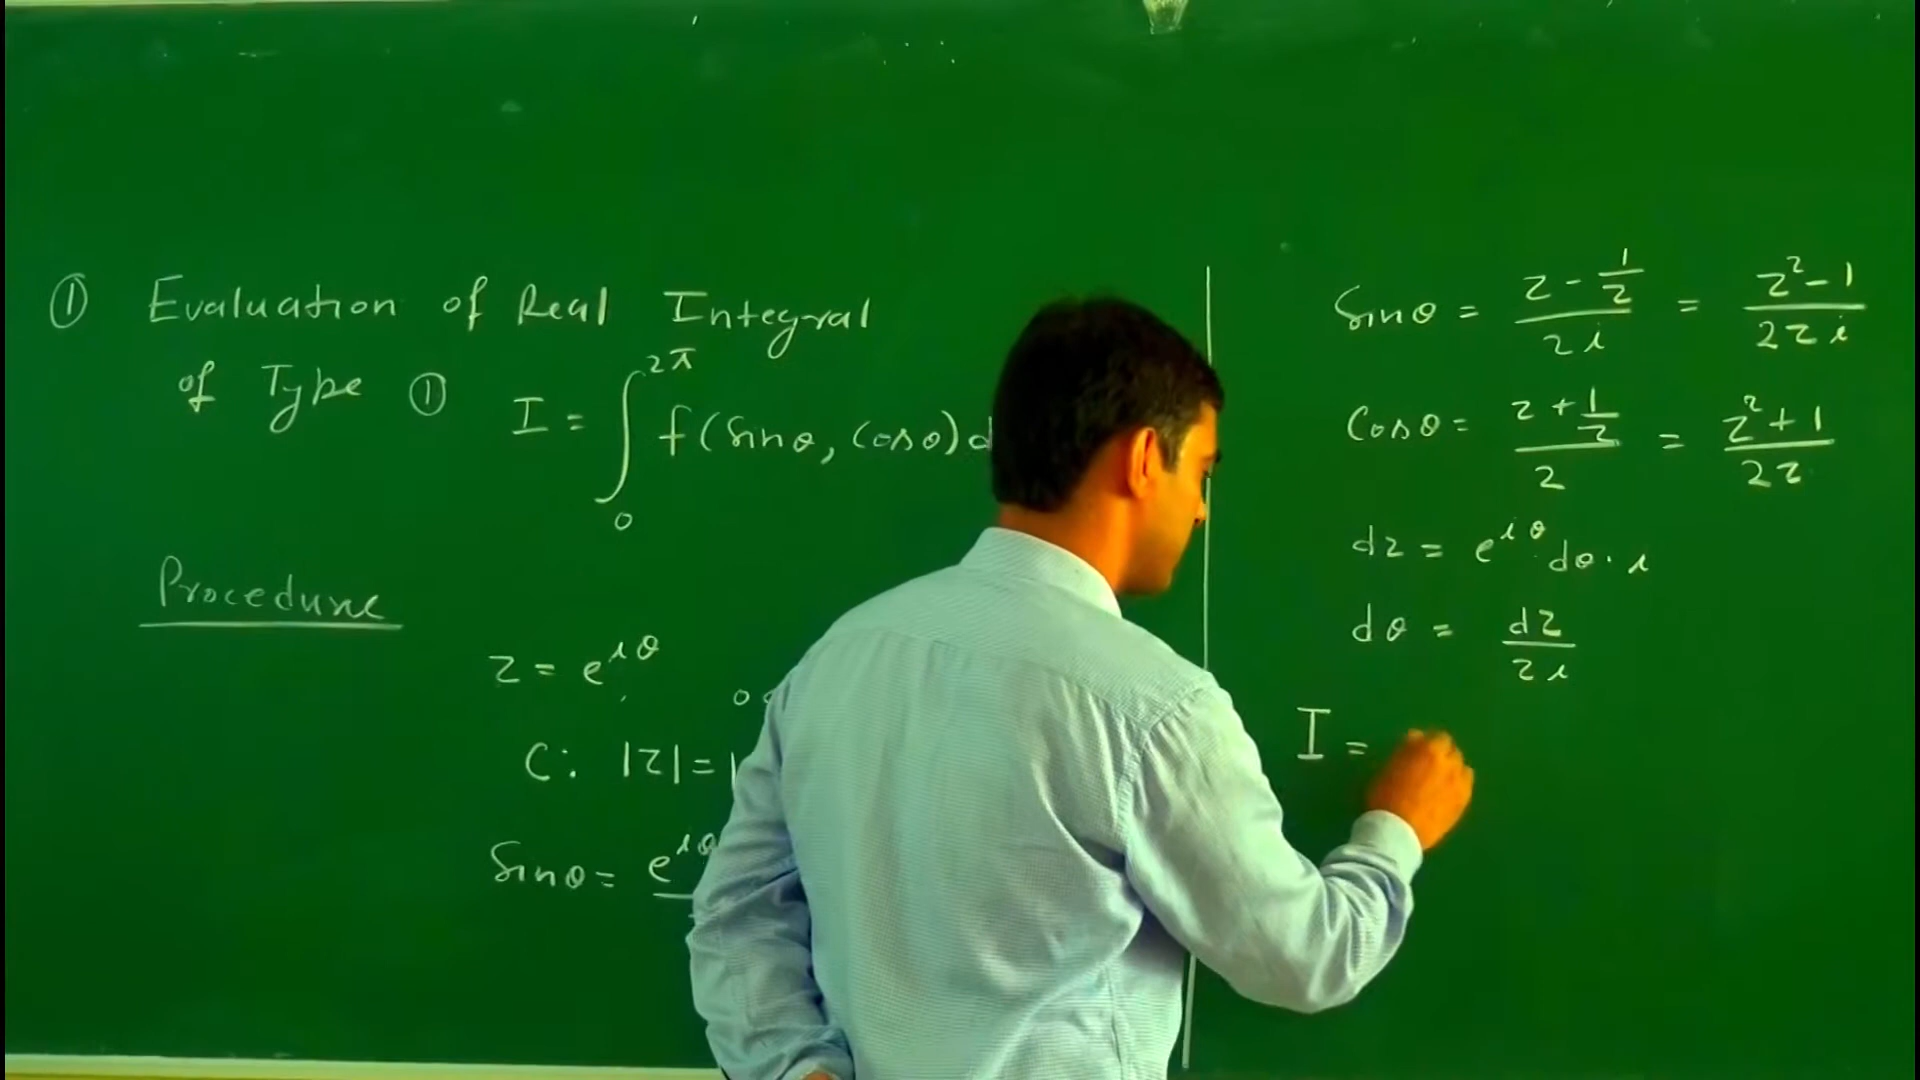 ① Evaluation of Real Integral
of Type ① I = ∫₀^{2π} f(Sinθ, Cosθ) d
Procedure
z = e^{iθ}
C: |z| = 1
Sinθ = e^{iθ}
Sinθ = (z - 1/z)/(2i) = (z² - 1)/(2zi)
Cosθ = (z + 1/z)/2 = (z² + 1)/(2z)
dz = e^{iθ} dθ · i
dθ = dz/(zi)
I =